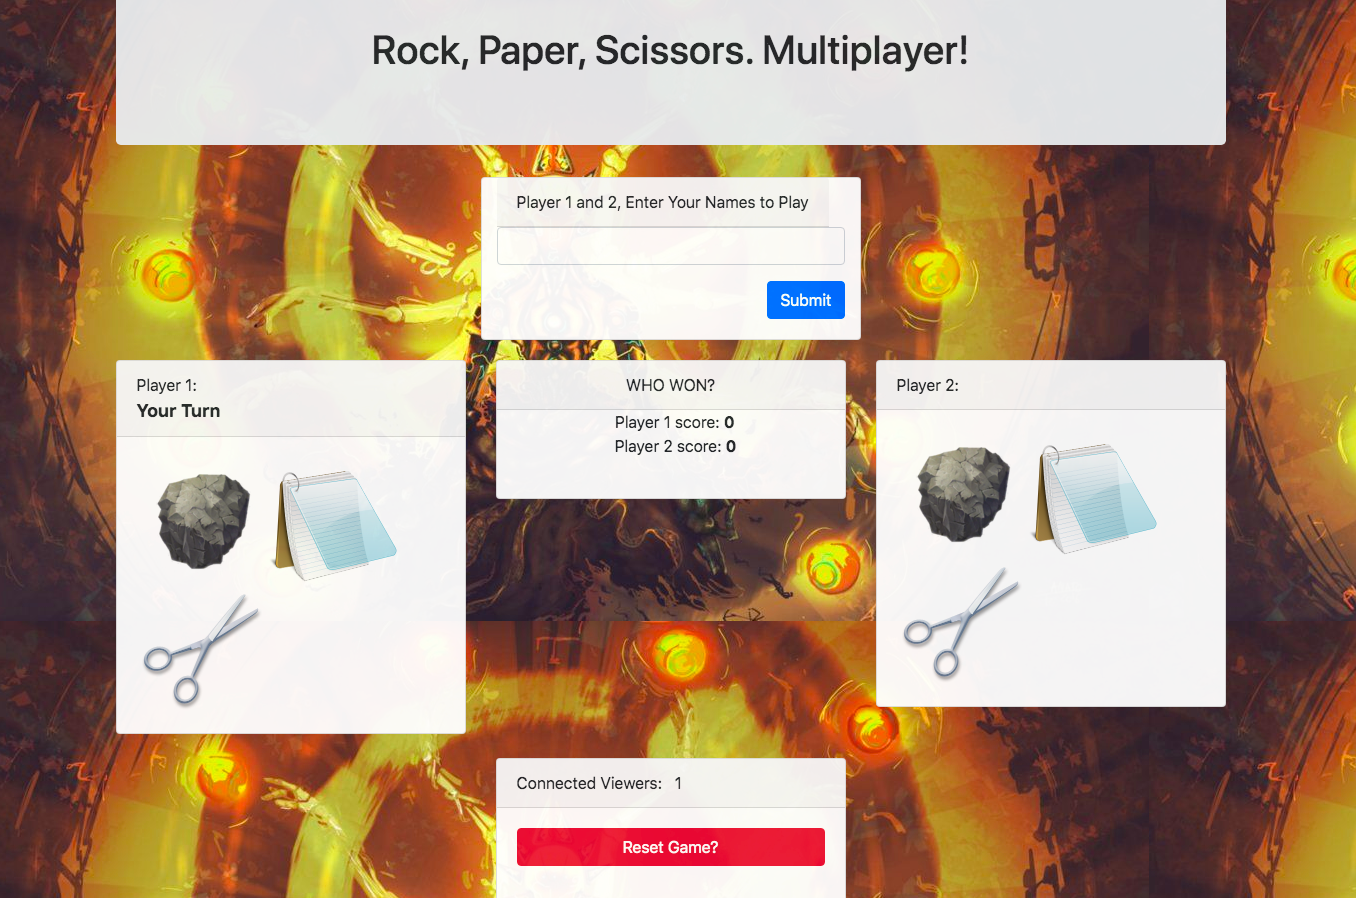 Rock, Paper, Scissors. Multiplayer!
Player 1 and 2, Enter Your Names to Play
Submit
Player 1:
Your Turn
WHO WON?
Player 1 score: 0
Player 2 score: 0
Player 2:
Connected Viewers: 1
Reset Game?